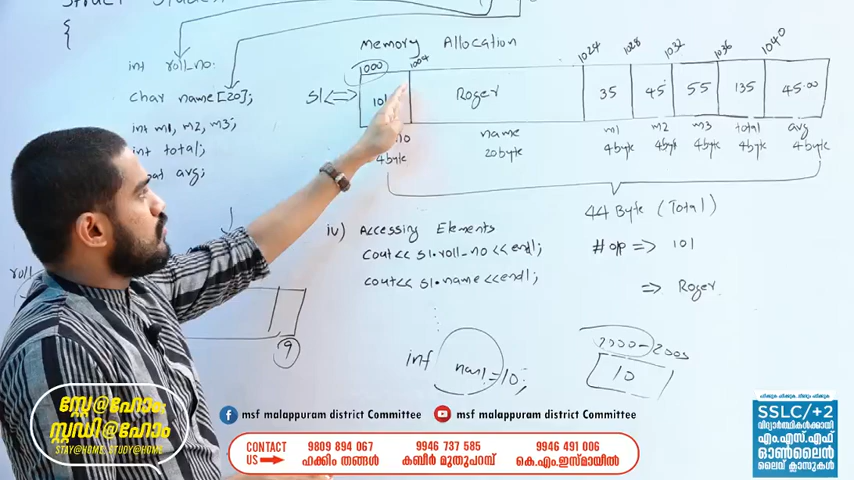 Struct Student
{
int roll_no:
char name[20];
int m1, m2, m3;
int total;
avg;
Memory Allocation
1000 1004 1024 1028 1032 1036 1040
S1 101 Roger 35 45 55 135 45.00
name m1 m2 m3 total avg
4byte 20byte 4byte 4byte 4byte 4byte 4byte
44 Byte (Total)
iv) Accessing Elements
cout<< s1.roll_no <<endl;
cout<< s1.name <<endl;
#o/p => 101
=> Roger
roll
9
int num1=10;
2000-2003
10
സ്റ്റേ@ഹോം;
സ്റ്റഡി@ഹോം
STAY@HOME; STUDY@HOME
msf malappuram district Committee
msf malappuram district Committee
CONTACT US
9809 894 067
ഹക്കിം തങ്ങൾ
9946 737 585
കബീർ മുതുപറമ്പ്
9946 491 006
കെ.എം.ഇസ്മായീൽ
SSLC/+2
വിദ്യാർത്ഥികൾക്കായി
എം.എസ്.എഫ്
ഓൺലൈൻ
ലൈവ് ക്ലാസുകൾ